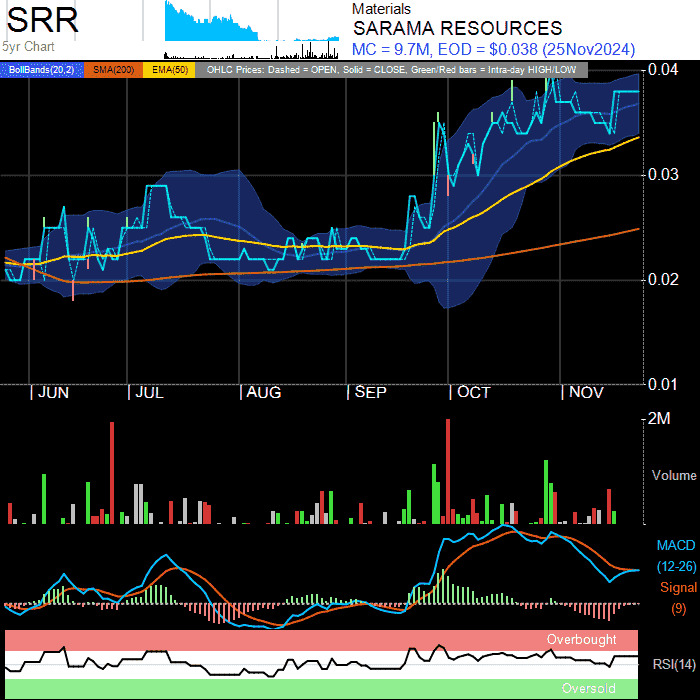 SRR
5yr Chart
Materials
SARAMA RESOURCES
MC = 9.7M, EOD = $0.038 (25Nov2024)
BollBands(20,2) SMA(200) EMA(50) OHLC Prices: Dashed = OPEN, Solid = CLOSE, Green/Red bars = Intra-day HIGH/LOW
0.04
0.03
0.02
0.01
| JUN | JUL | AUG | SEP | OCT | NOV
2M
Volume
MACD
(12-26)
Signal
(9)
Overbought
RSI(14)
Oversold